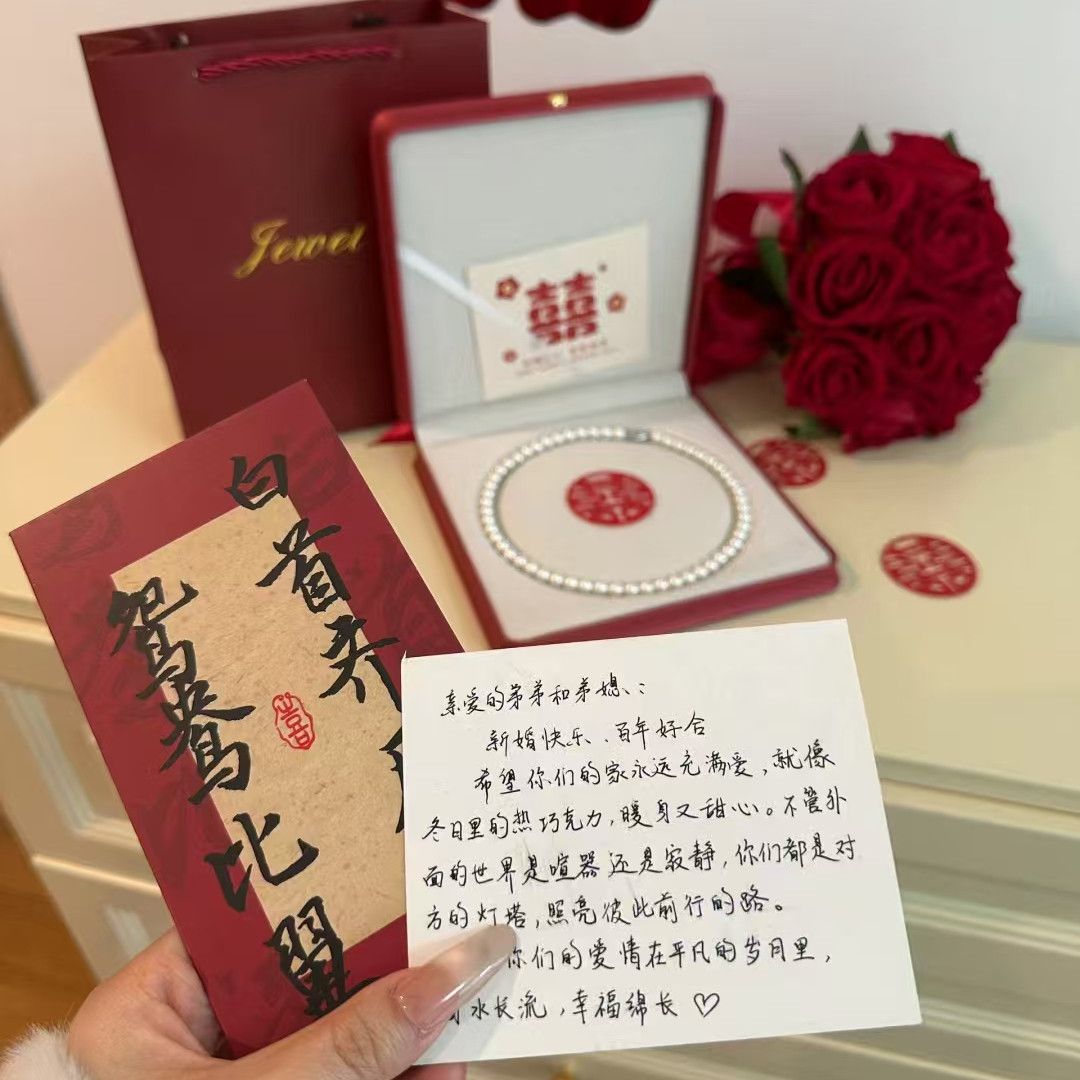 Jewel
囍
白首齐
鸳鸯比翼
囍
亲爱的弟弟和弟媳:
新婚快乐、百年好合
希望你们的家永远充满爱,就像
冬日里的热巧克力,暖身又甜心。不管外
面的世界是喧嚣还是寂静,你们都是对
方的灯塔,照亮彼此前行的路。
你们的爱情在平凡的岁月里,
水长流,幸福绵长♡